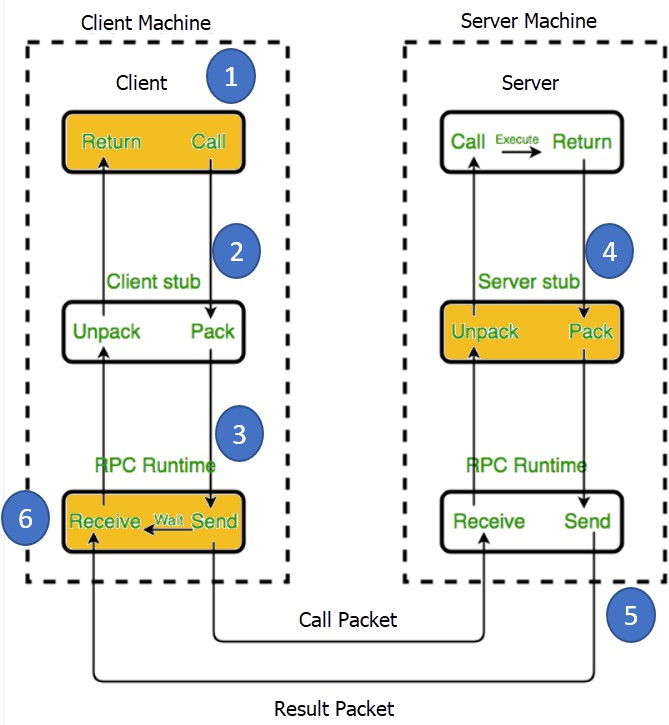 Client Machine
Server Machine
Client
1
Server
Return
Call
Call
Execute
Return
2
4
Client stub
Server stub
Unpack
Pack
Unpack
Pack
3
RPC Runtime
RPC Runtime
6
Receive
Wait
Send
Receive
Send
5
Call Packet
Result Packet